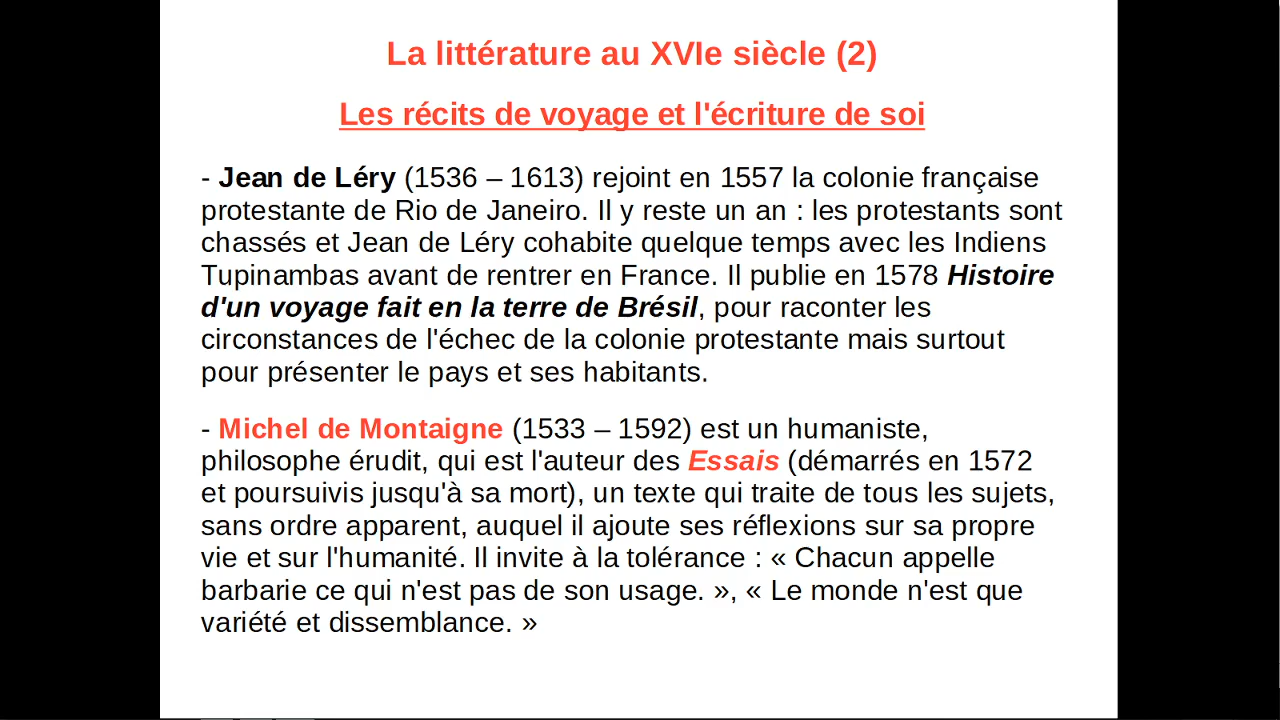 La littérature au XVIe siècle (2)
Les récits de voyage et l'écriture de soi
- Jean de Léry (1536 – 1613) rejoint en 1557 la colonie française
protestante de Rio de Janeiro. Il y reste un an : les protestants sont
chassés et Jean de Léry cohabite quelque temps avec les Indiens
Tupinambas avant de rentrer en France. Il publie en 1578 Histoire
d'un voyage fait en la terre de Brésil, pour raconter les
circonstances de l'échec de la colonie protestante mais surtout
pour présenter le pays et ses habitants.
- Michel de Montaigne (1533 – 1592) est un humaniste,
philosophe érudit, qui est l'auteur des Essais (démarrés en 1572
et poursuivis jusqu'à sa mort), un texte qui traite de tous les sujets,
sans ordre apparent, auquel il ajoute ses réflexions sur sa propre
vie et sur l'humanité. Il invite à la tolérance : « Chacun appelle
barbarie ce qui n'est pas de son usage. », « Le monde n'est que
variété et dissemblance. »